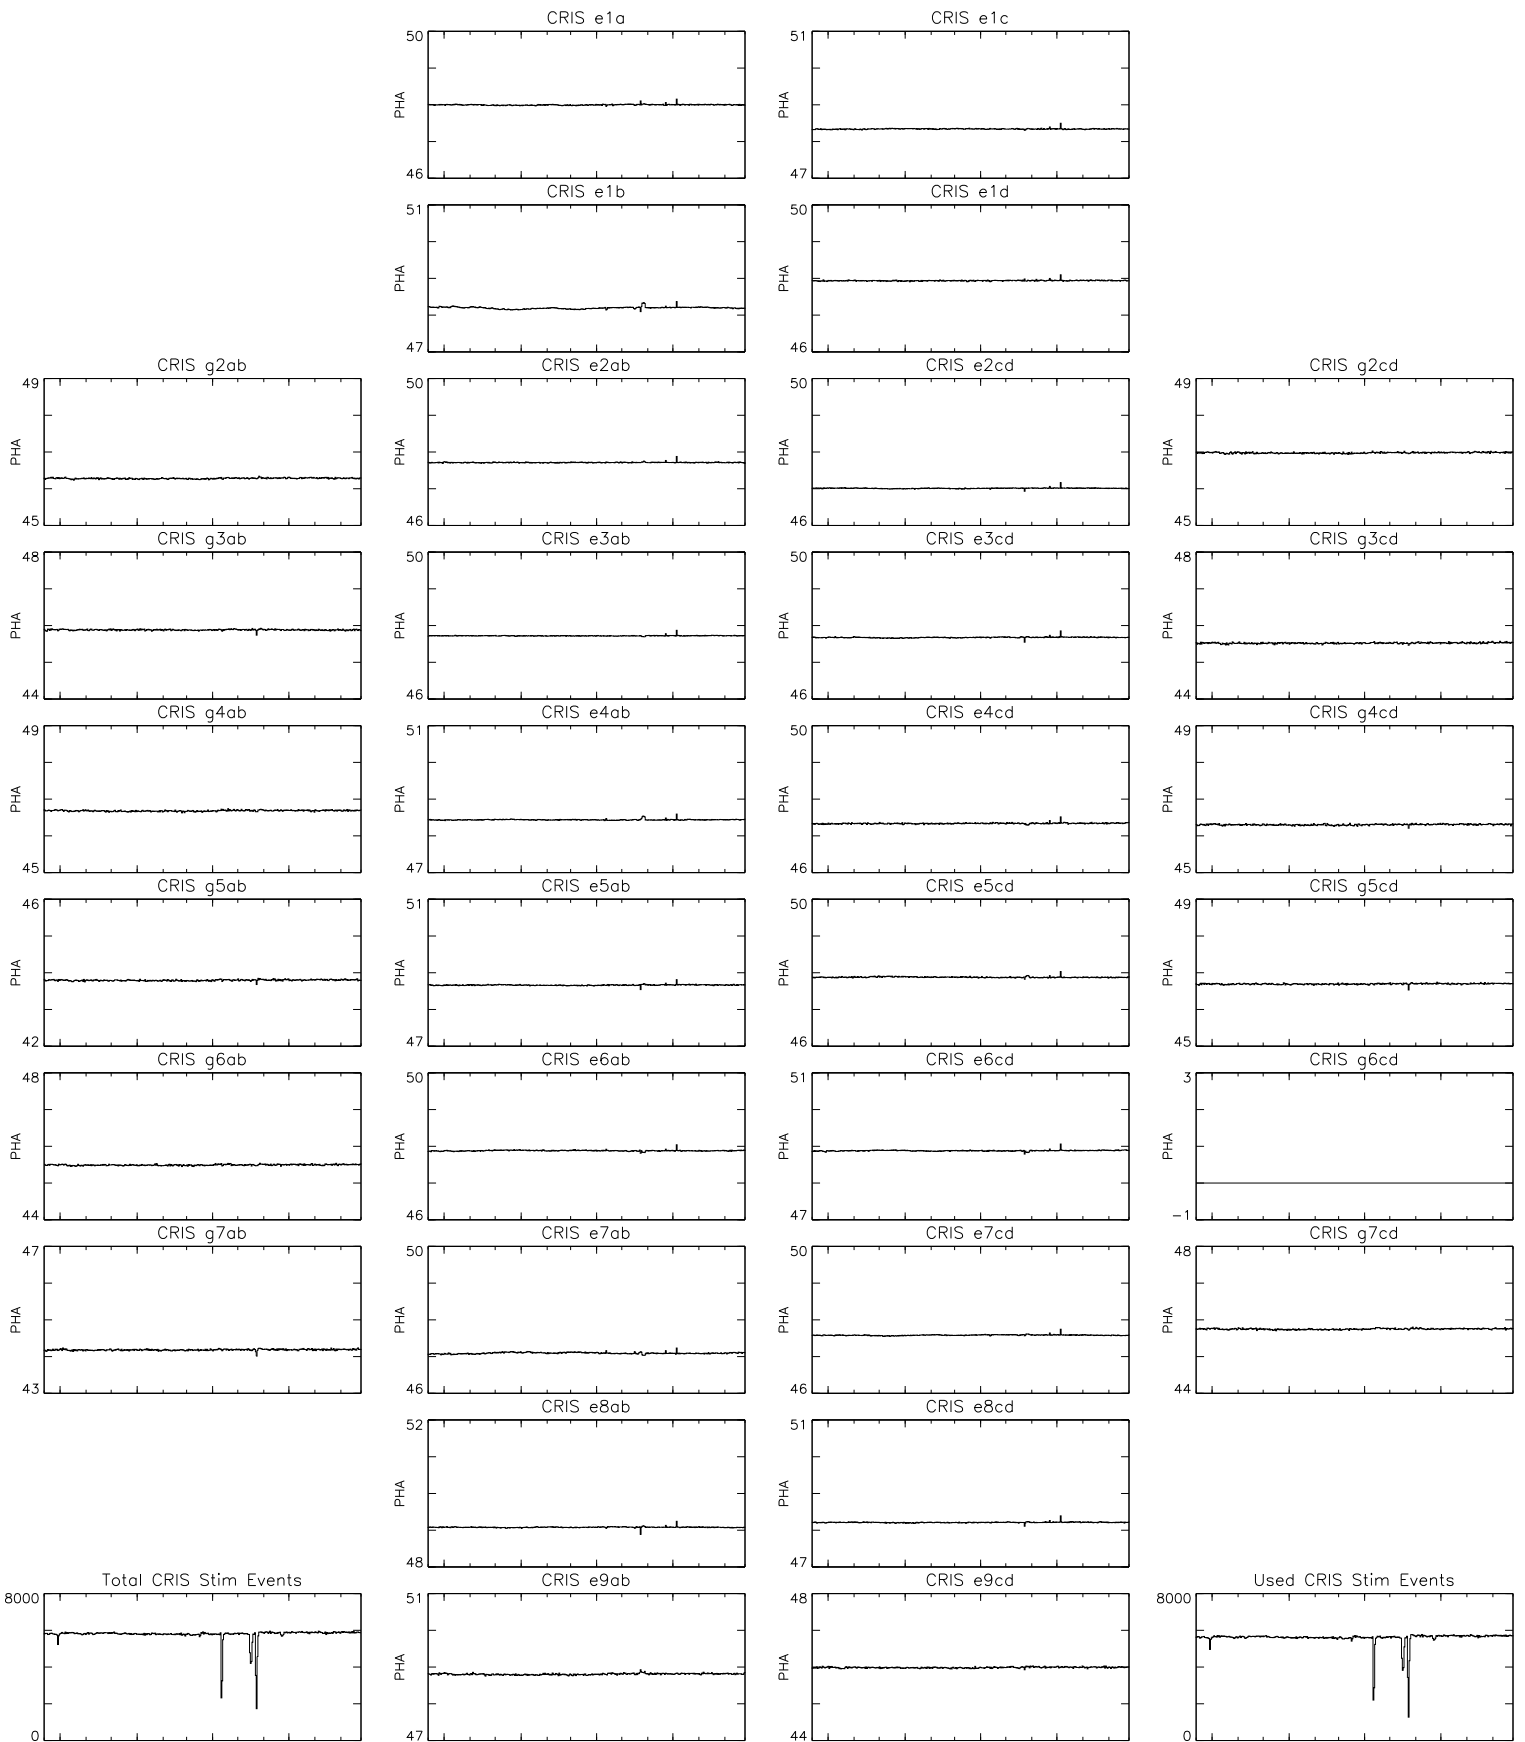 CRIS e1a
50
PHA
46
CRIS e1c
51
PHA
47
CRIS e1b
51
PHA
47
CRIS e1d
50
PHA
46
CRIS g2ab
49
PHA
45
CRIS e2ab
50
PHA
46
CRIS e2cd
50
PHA
46
CRIS g2cd
49
PHA
45
CRIS g3ab
48
PHA
44
CRIS e3ab
50
PHA
46
CRIS e3cd
50
PHA
46
CRIS g3cd
48
PHA
44
CRIS g4ab
49
PHA
45
CRIS e4ab
51
PHA
47
CRIS e4cd
50
PHA
46
CRIS g4cd
49
PHA
45
CRIS g5ab
46
PHA
42
CRIS e5ab
51
PHA
47
CRIS e5cd
50
PHA
46
CRIS g5cd
49
PHA
45
CRIS g6ab
48
PHA
44
CRIS e6ab
50
PHA
46
CRIS e6cd
51
PHA
47
CRIS g6cd
3
PHA
-1
CRIS g7ab
47
PHA
43
CRIS e7ab
50
PHA
46
CRIS e7cd
50
PHA
46
CRIS g7cd
48
PHA
44
CRIS e8ab
52
PHA
48
CRIS e8cd
51
PHA
47
Total CRIS Stim Events
8000
0
CRIS e9ab
51
PHA
47
CRIS e9cd
48
PHA
44
Used CRIS Stim Events
8000
0